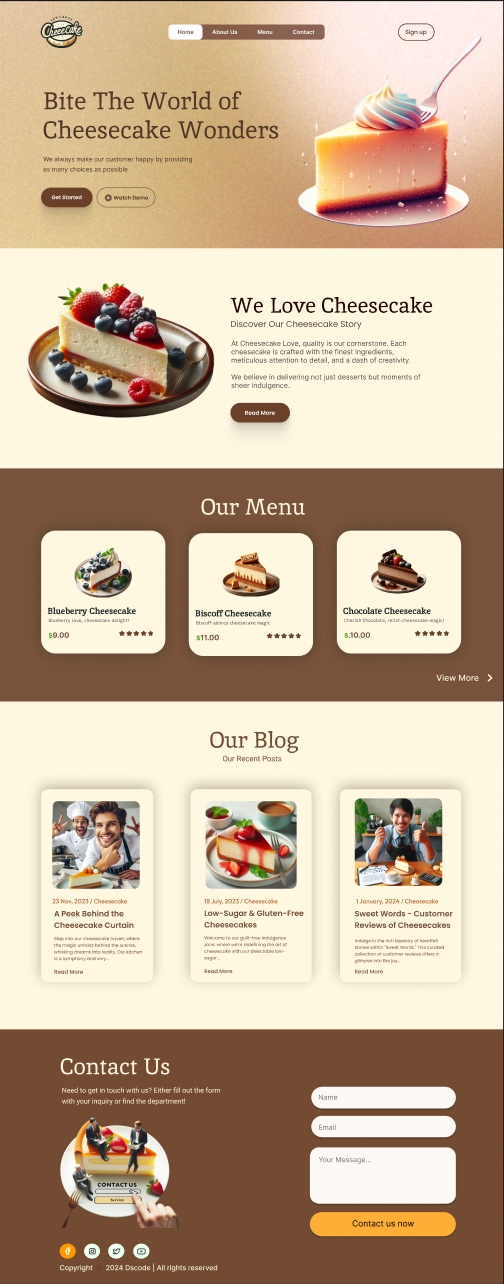 Cheesecake
Home
About Us
Menu
Contact
Sign up
Bite The World of
Cheesecake Wonders
We always make our customer happy by providing
as many choices as possible
Get Started
Watch Demo
We Love Cheesecake
Discover Our Cheesecake Story
At Cheesecake Love, quality is our cornerstone. Each
cheesecake is crafted with the finest ingredients,
meticulous attention to detail, and a dash of creativity.
We believe in delivering not just desserts but moments of
sheer indulgence.
Read More
Our Menu
Blueberry Cheesecake
Blueberry love, cheesecake delight!
$9.00
Biscoff Cheesecake
Biscoff adores cheesecake magic
$11.00
Chocolate Cheesecake
Cherish Chocolate, relish cheesecake magic!
$.10.00
View More
Our Blog
Our Recent Posts
23 Nov, 2023 / Cheesecake
A Peek Behind the
Cheesecake Curtain
Step into our cheesecake haven, where
the magic unfolds behind the scenes,
whisking dreams into reality. Our kitchen
is a symphony and very...
Read More
18 July, 2023 / Cheesecake
Low-Sugar & Gluten-Free
Cheesecakes
Welcome to our guilt-free indulgence
zone, where we're redefining the art of
cheesecake with our delectable low-
sugar...
Read More
1 January, 2024 / Cheesecake
Sweet Words - Customer
Reviews of Cheesecakes
Indulge in the rich tapestry of heartfelt
stories within "Sweet Words." This curated
collection of customer reviews offers a
glimpse into the joy...
Read More
Contact Us
Need to get in touch with us? Either fill out the form
with your inquiry or find the department!
CONTACT US
Service
Name
Email
Your Message...
Contact us now
Copyright 2024 Dscode | All rights reserved